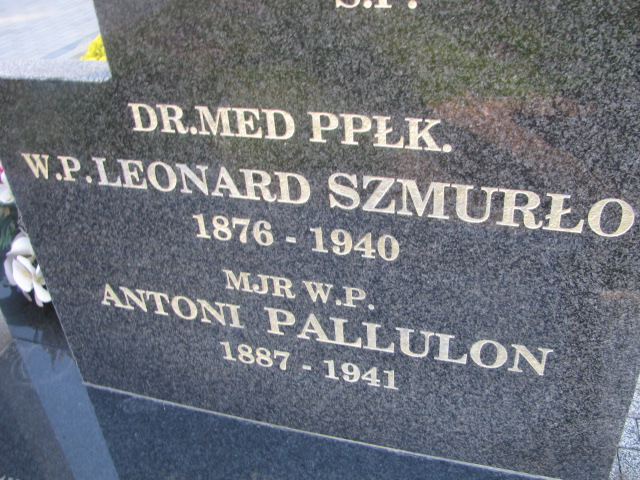 Ś.P.
DR.MED PPŁK.
W.P.LEONARD SZMURŁO
1876 - 1940
MJR W.P.
ANTONI PALLULON
1887 - 1941